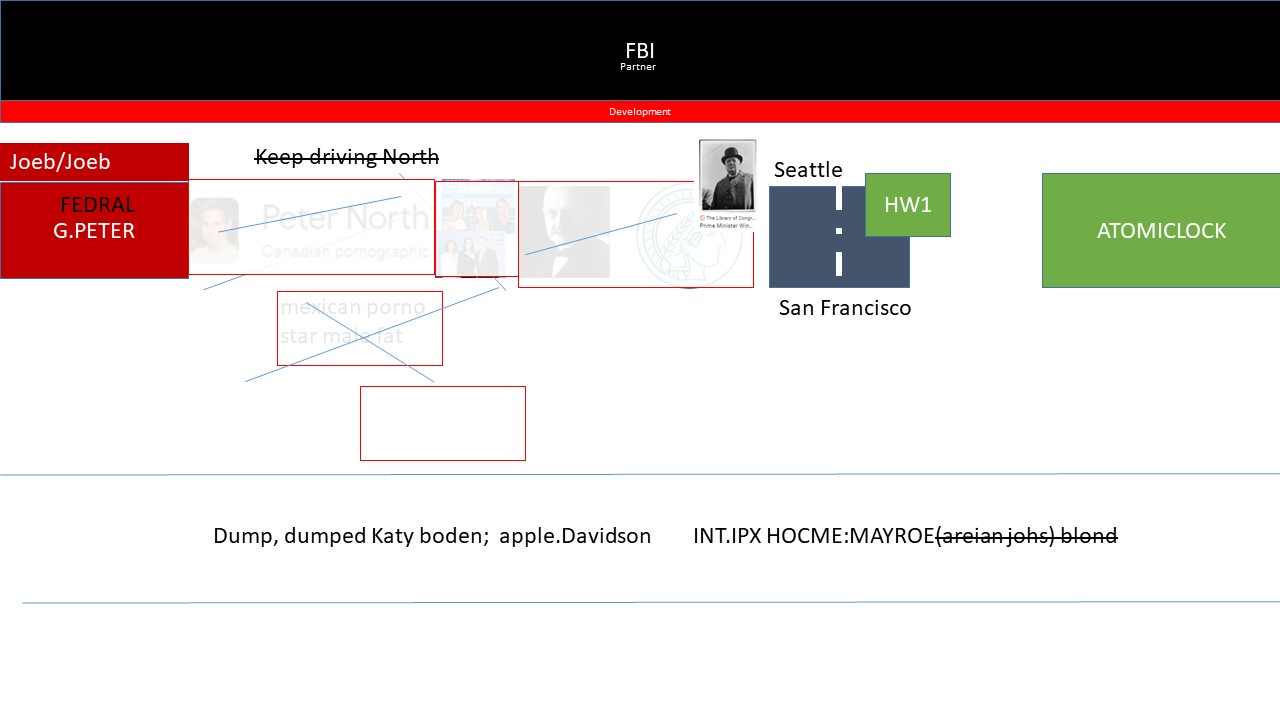 FBI
Partner
Development
Joeb/Joeb
Keep driving North
Seattle
FEDRAL
G.PETER
Peter North
Canadian pornographic
The Library of Congr...
Prime Minister Win...
HW1
ATOMICLOCK
San Francisco
mexican porno
star male fat
Dump, dumped Katy boden;  apple.Davidson
INT.IPX HOCME:MAYROE(areian johs) blond